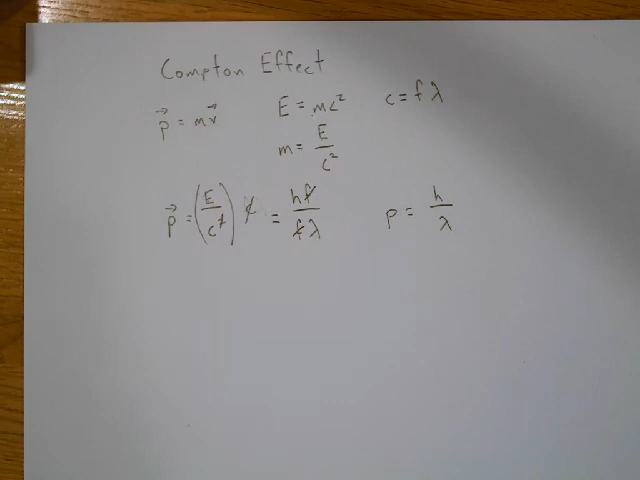 Compton Effect
p⃗ = mv⃗ E = mc² c = fλ
m = E/c²
p⃗ = (E/c²) c = hf/fλ p = h/λ